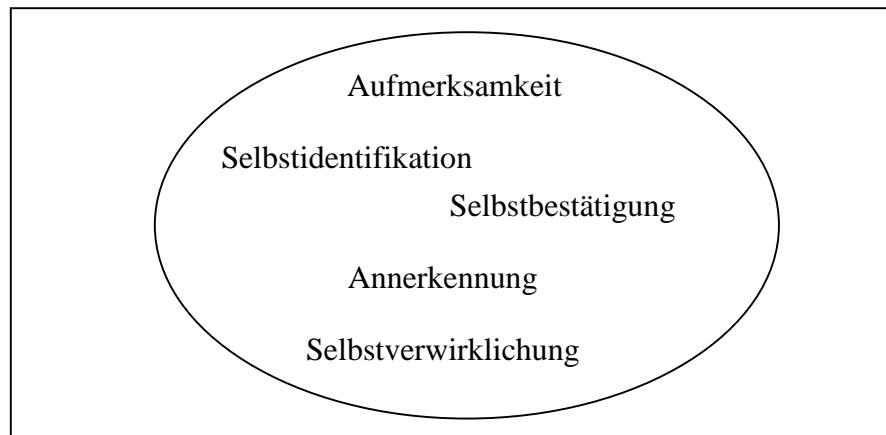 Aufmerksamkeit
Selbstidentifikation
Selbstbestätigung
Annerkennung
Selbstverwirklichung